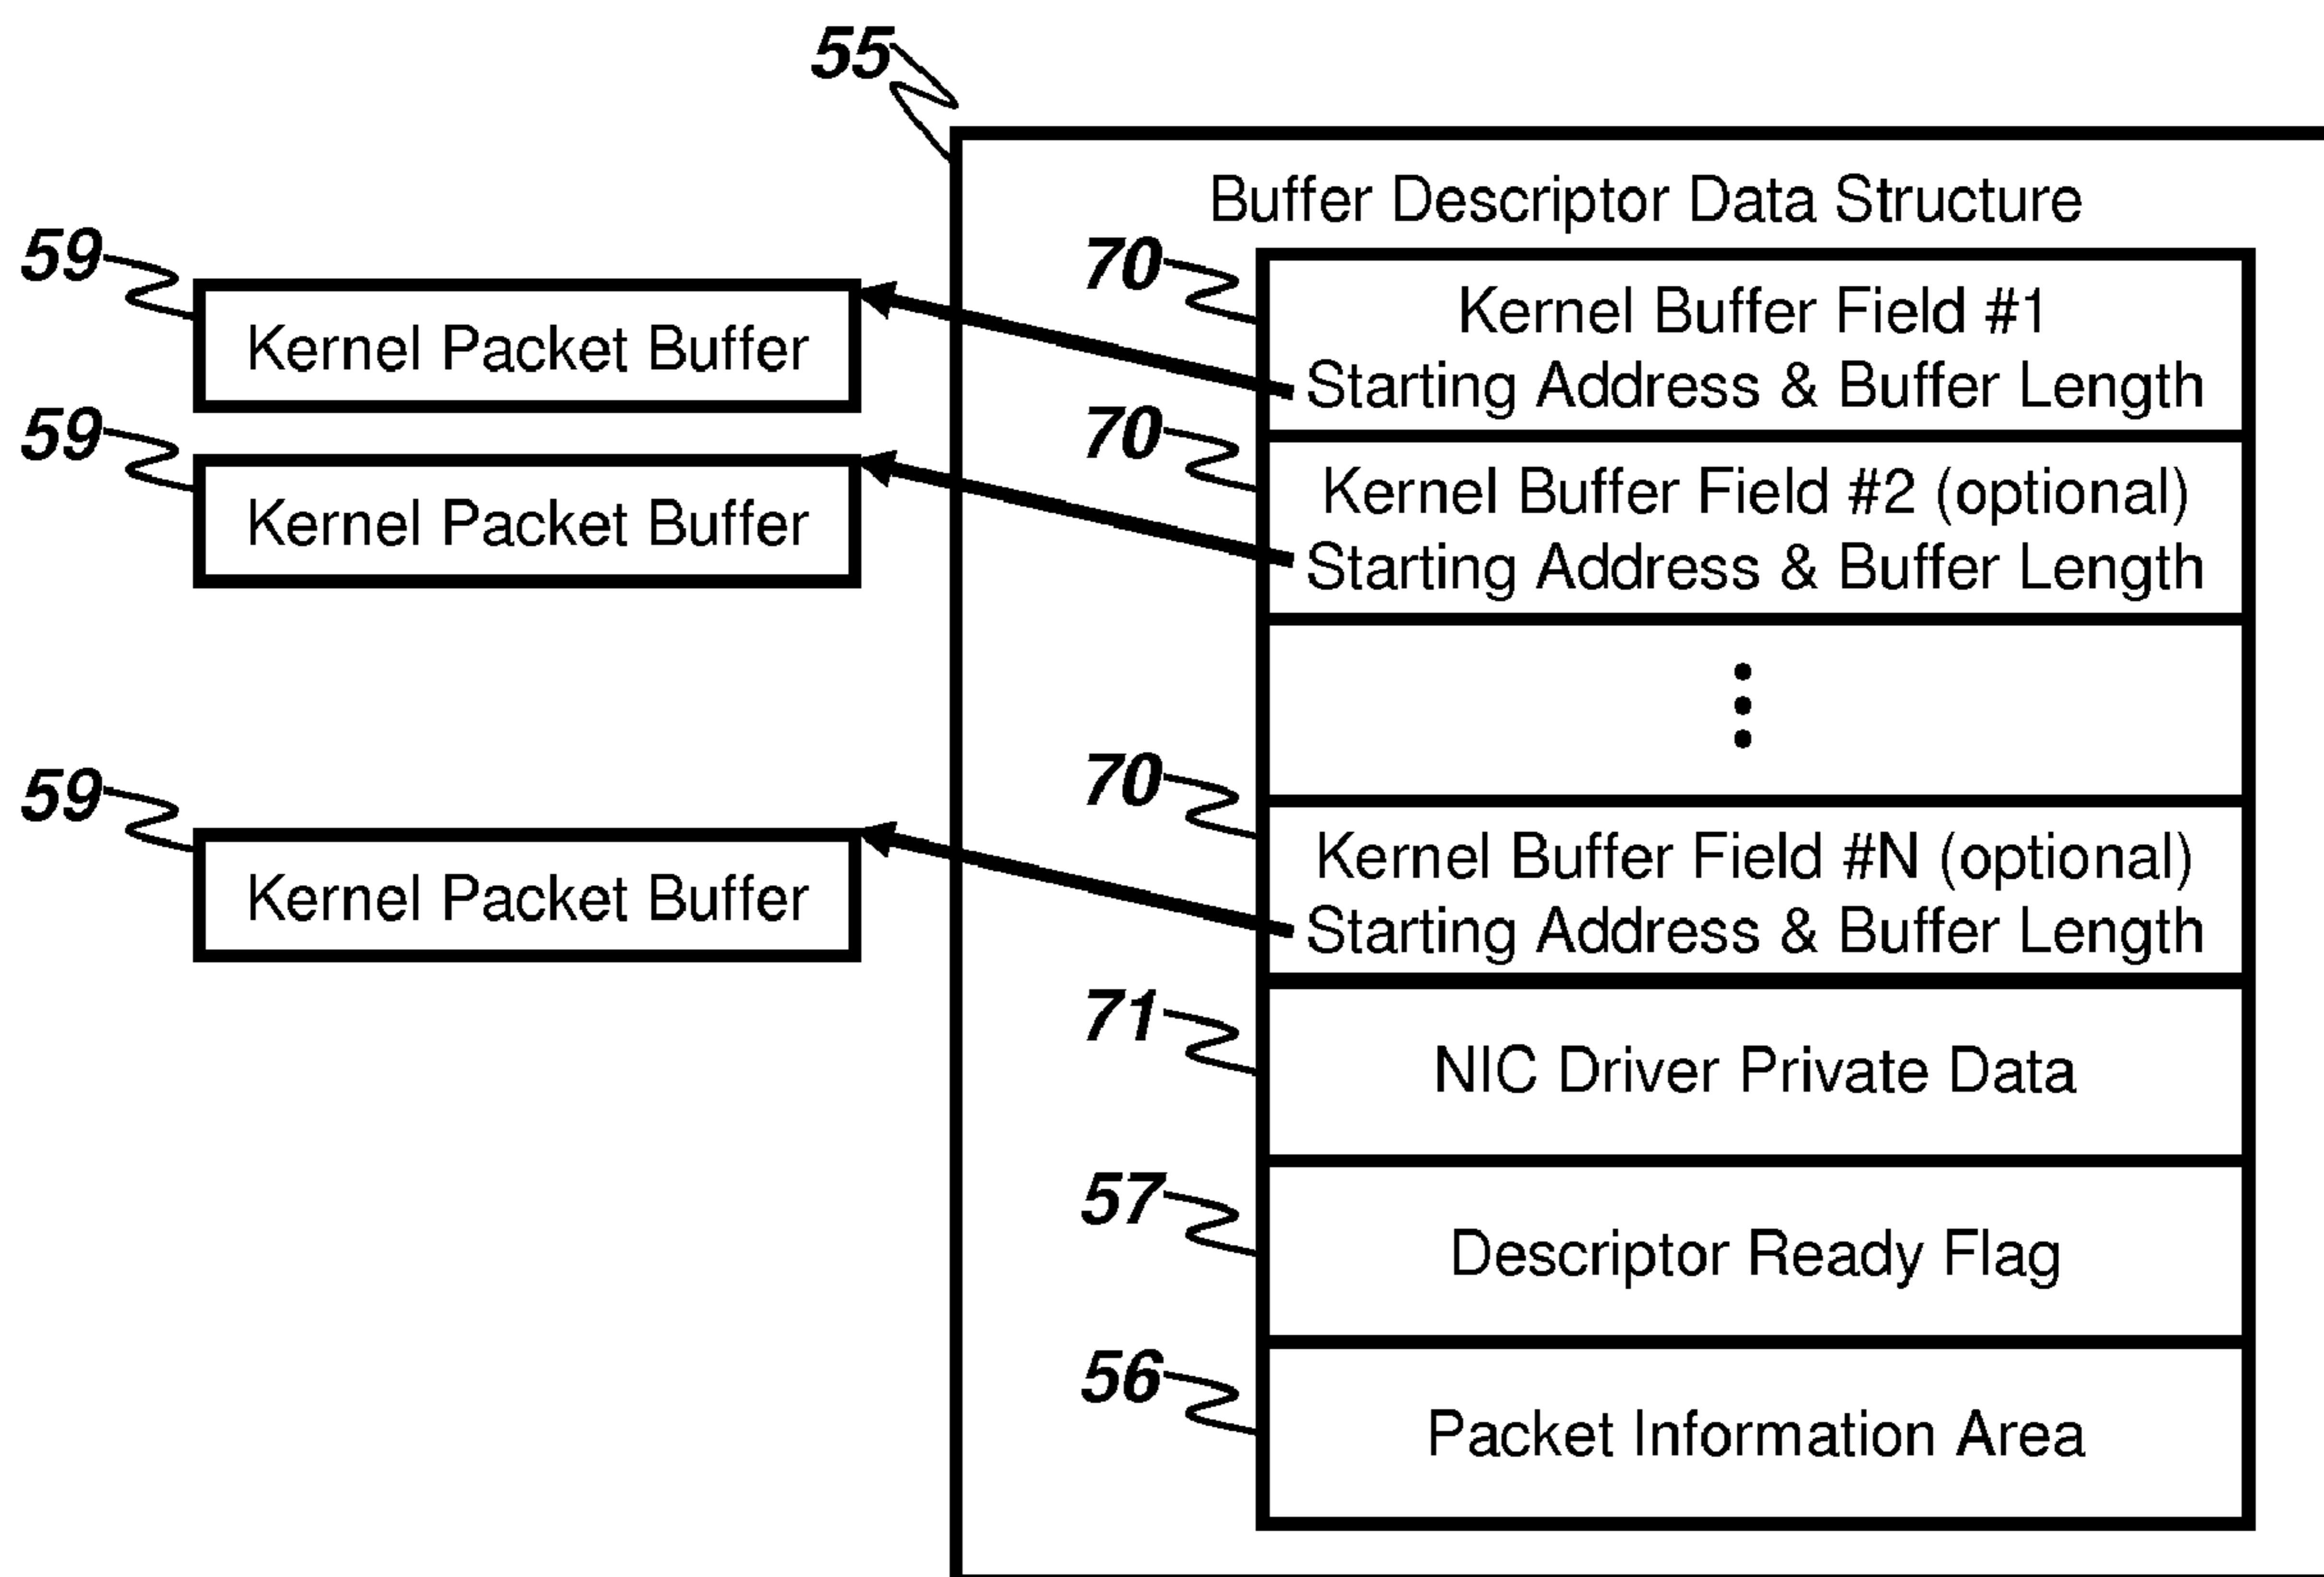 55
Buffer Descriptor Data Structure
59
Kernel Packet Buffer
59
Kernel Packet Buffer
59
Kernel Packet Buffer
70
Kernel Buffer Field #1
Starting Address & Buffer Length
70
Kernel Buffer Field #2 (optional)
Starting Address & Buffer Length
70
Kernel Buffer Field #N (optional)
Starting Address & Buffer Length
71
NIC Driver Private Data
57
Descriptor Ready Flag
56
Packet Information Area